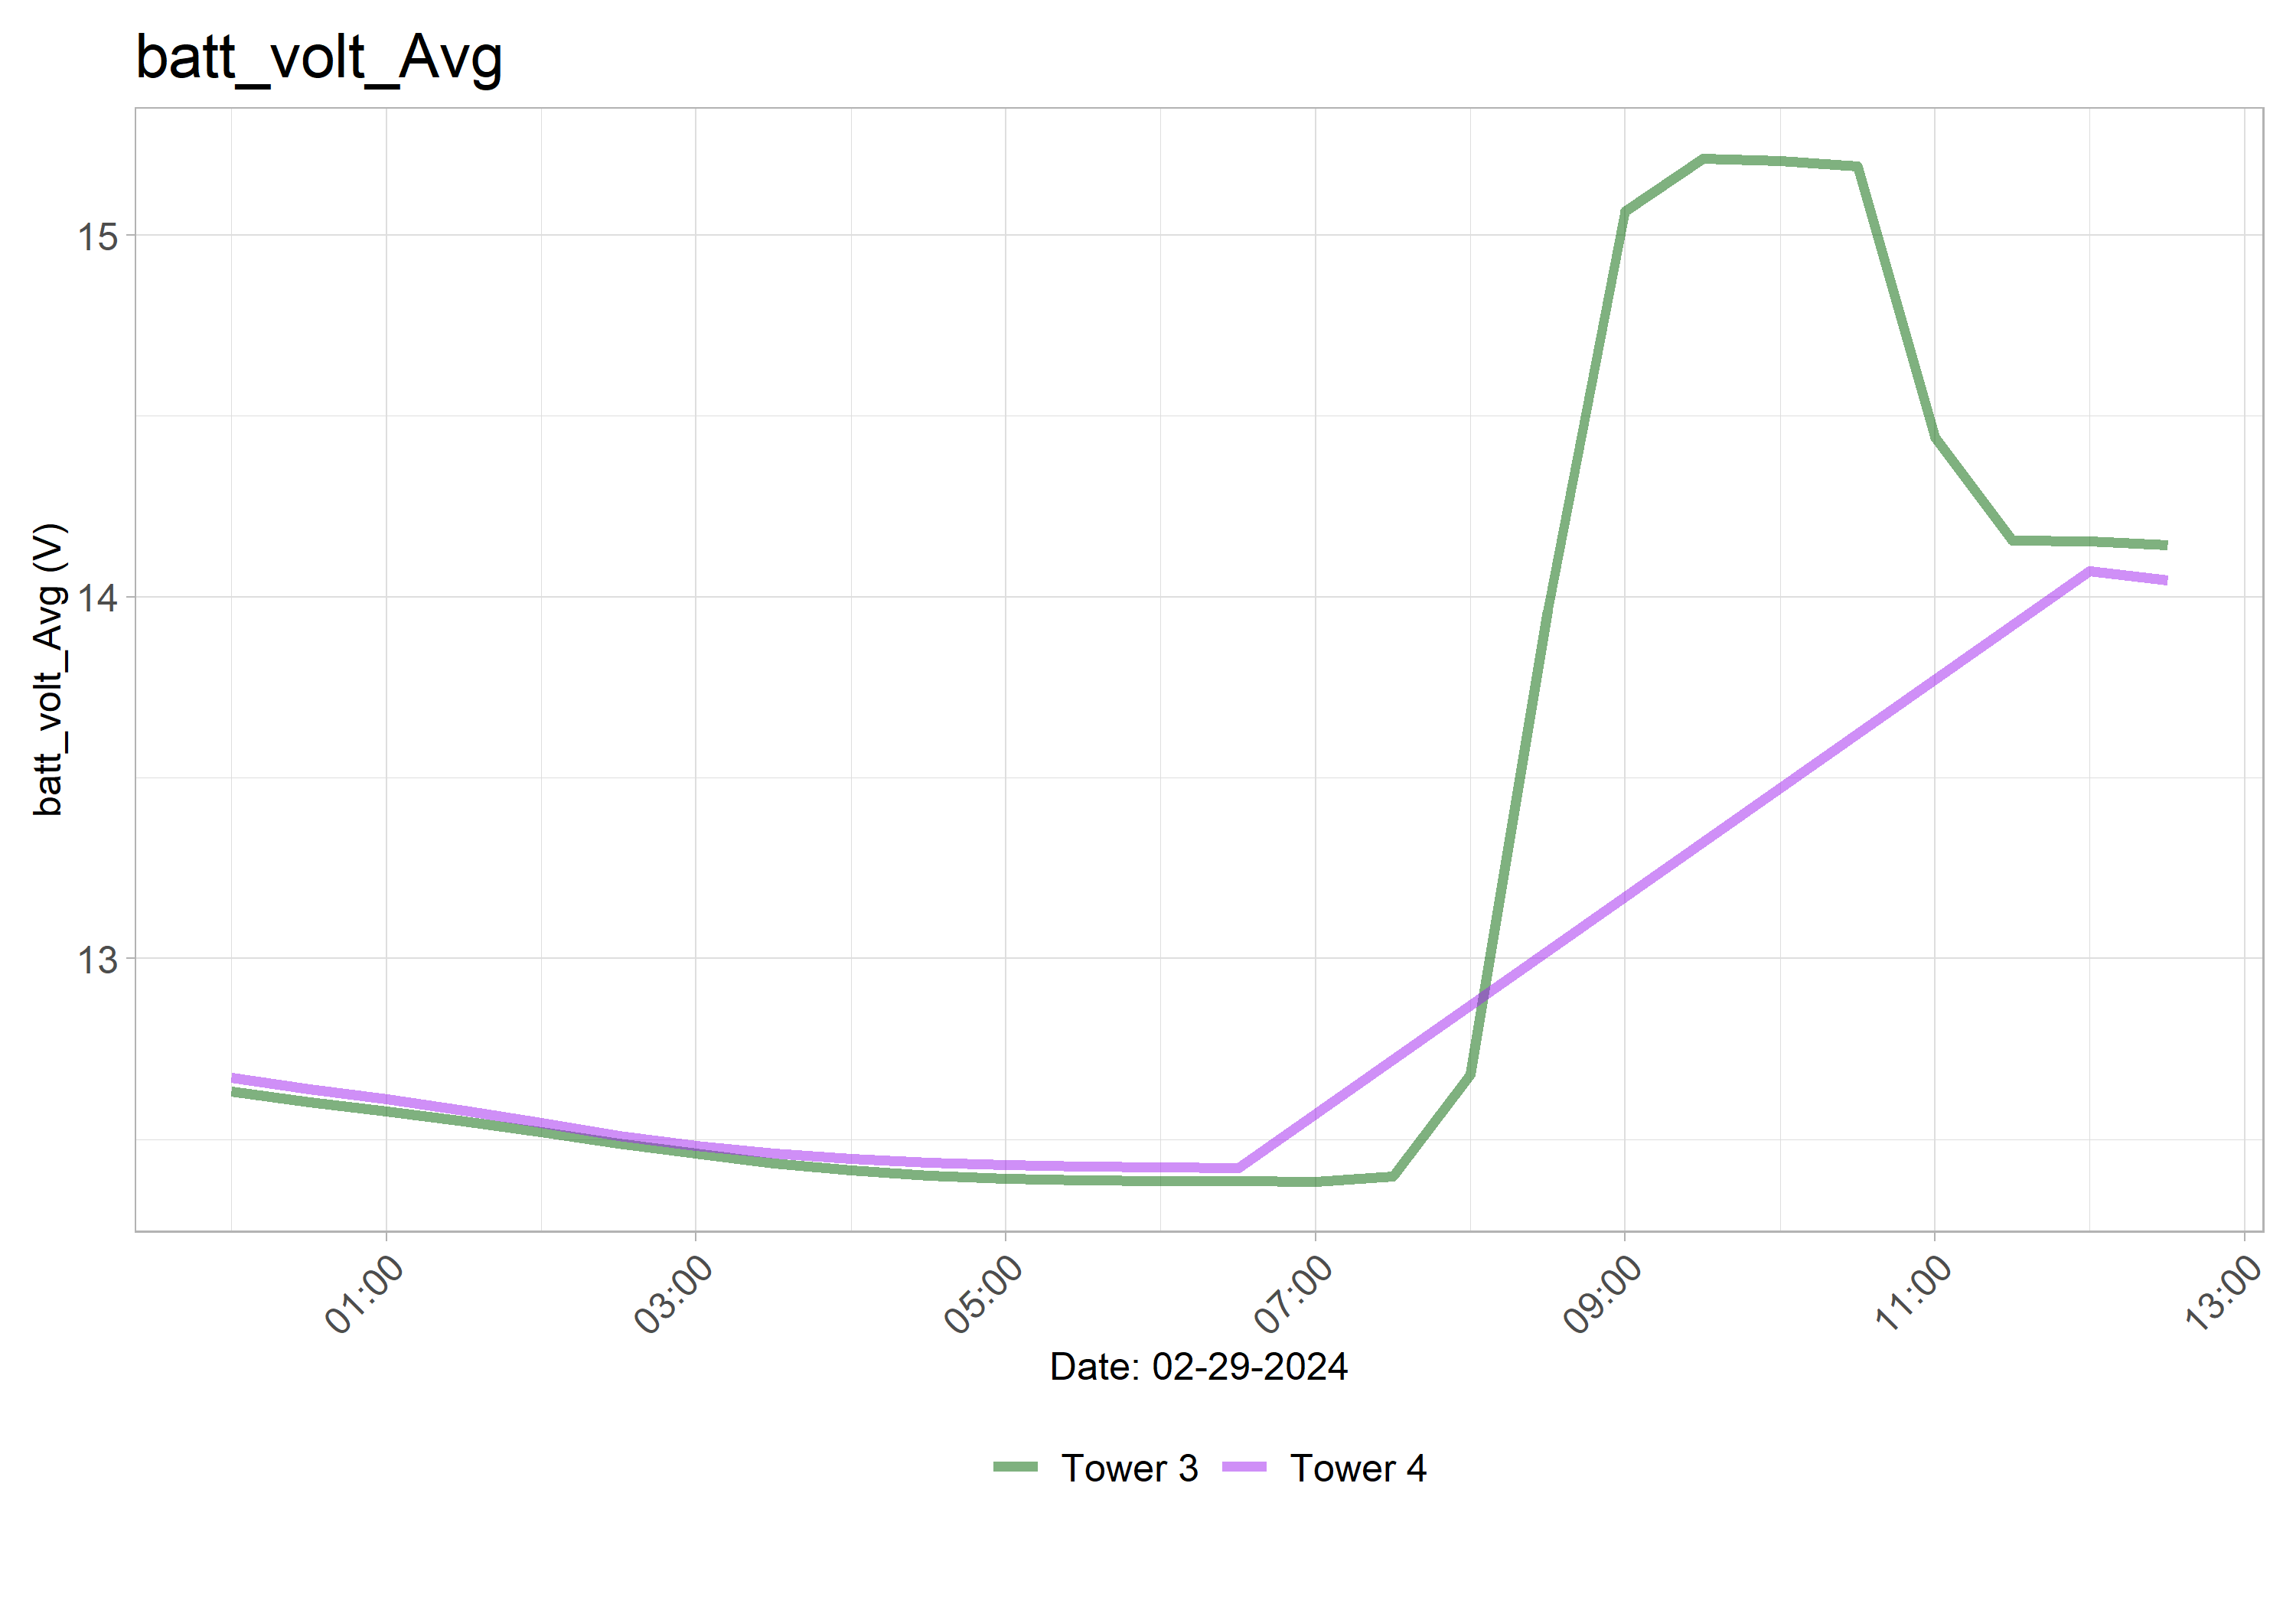 batt_volt_Avg
batt_volt_Avg (V)
15
14
13
01:00 03:00 05:00 07:00 09:00 11:00 13:00
Date: 02-29-2024
Tower 3 Tower 4